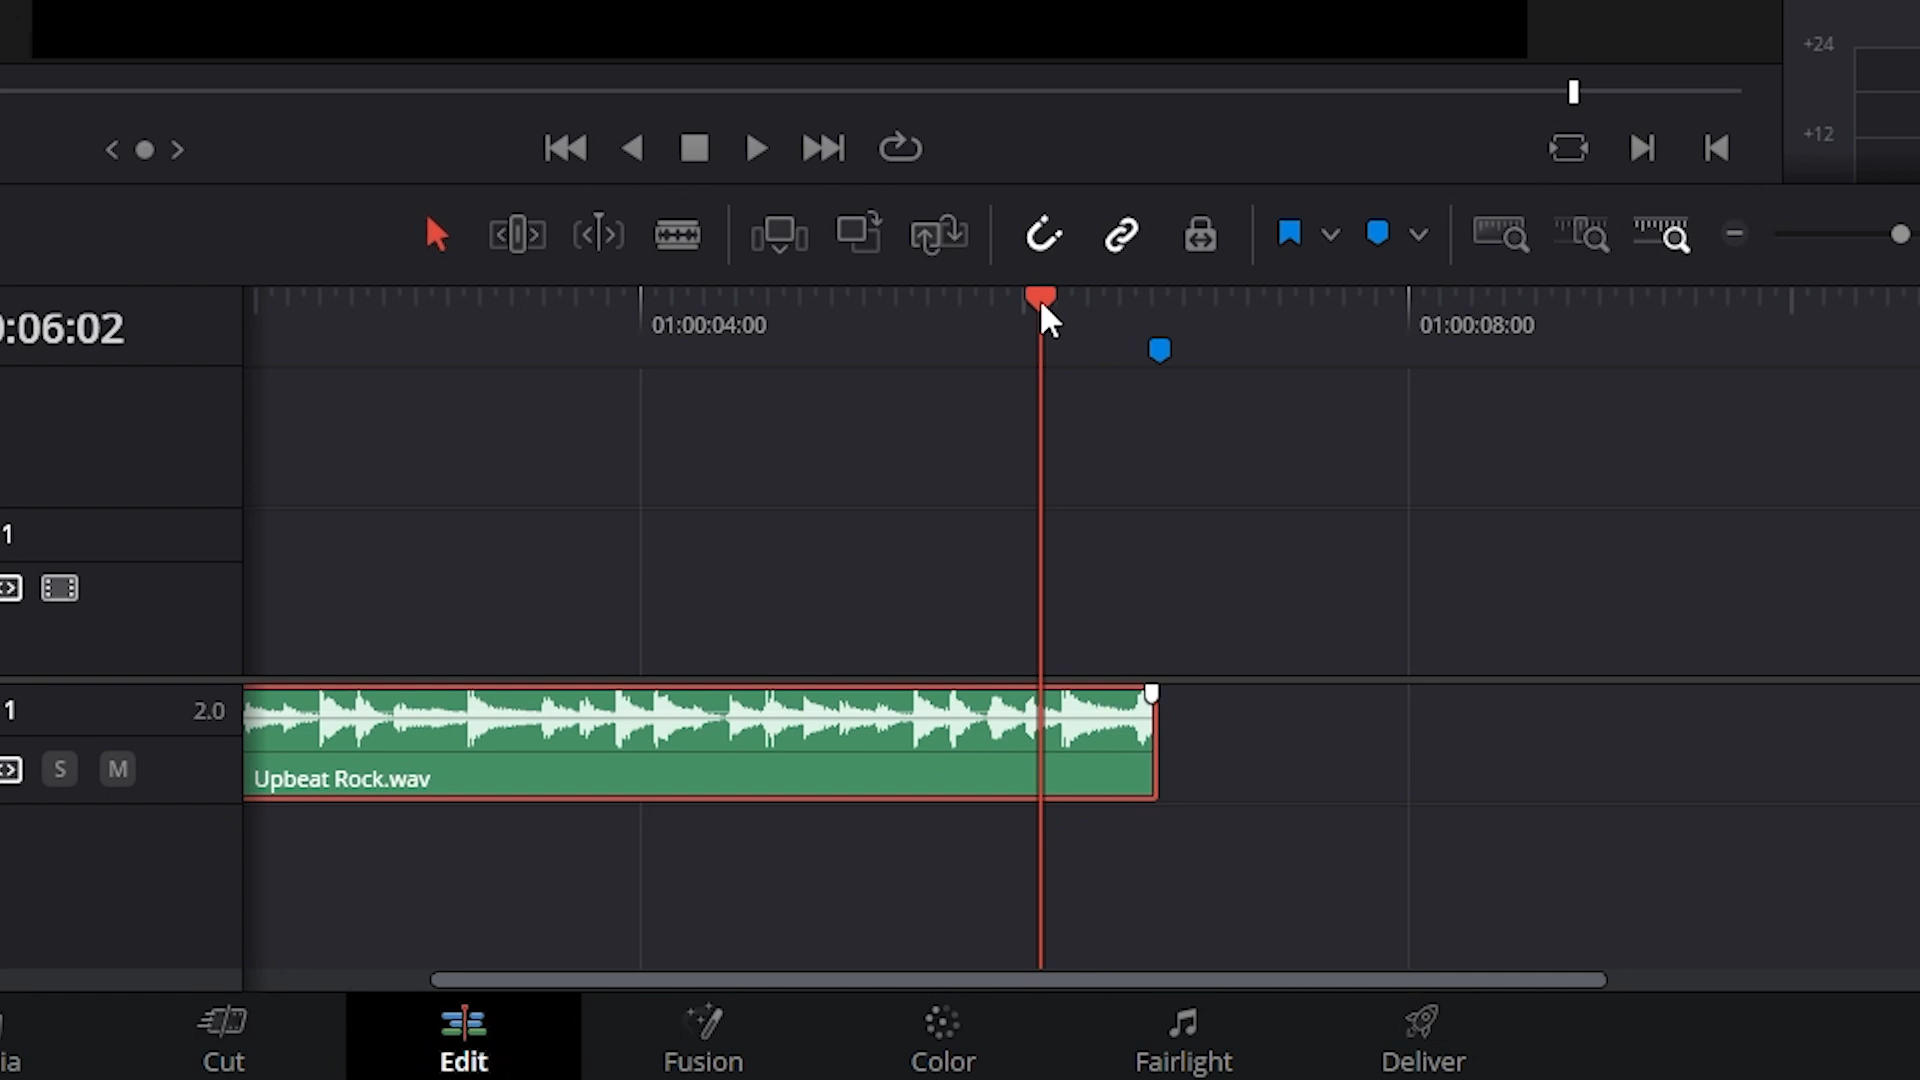 +24
+12
0:06:02
01:00:04:00
01:00:08:00
1
1
2.0
S
M
Upbeat Rock.wav
ia
Cut
Edit
Fusion
Color
Fairlight
Deliver